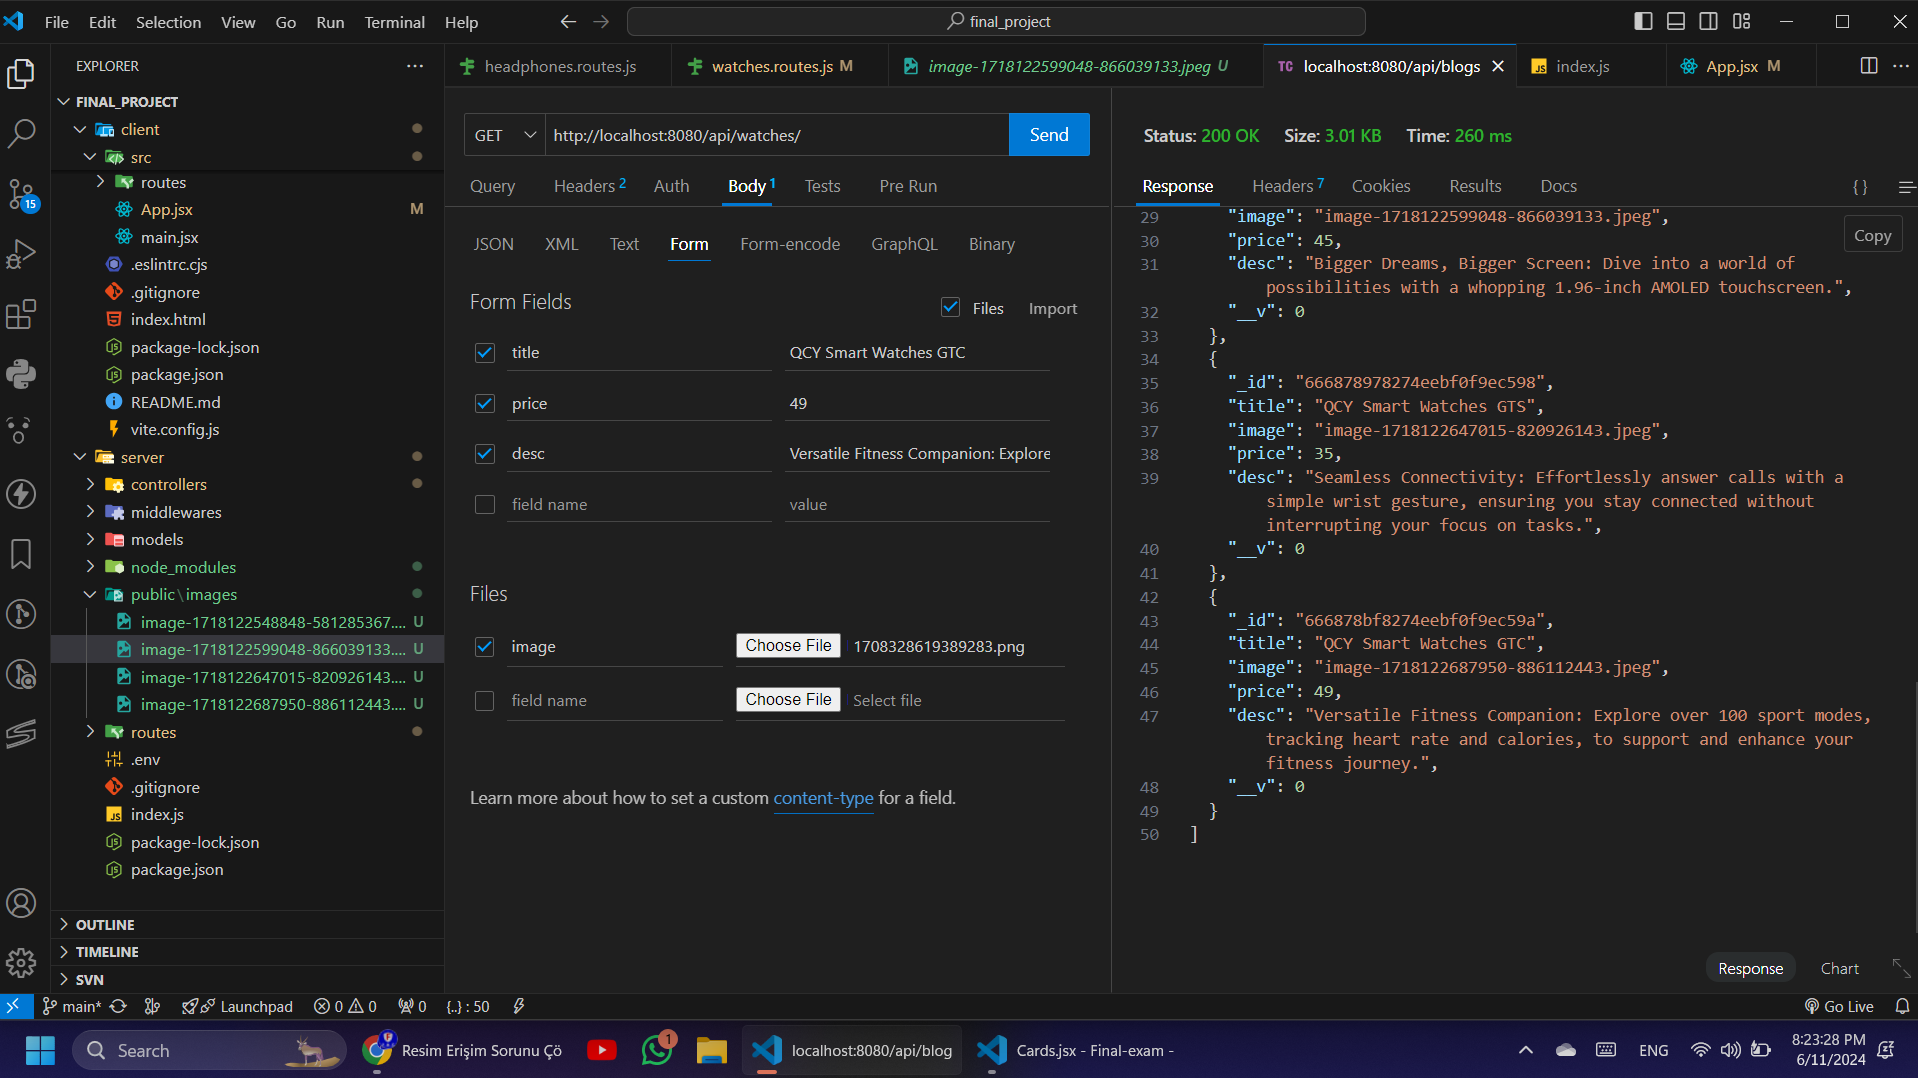 File Edit Selection View Go Run Terminal Help
final_project
EXPLORER
FINAL_PROJECT
client
src
routes
App.jsx M
main.jsx
.eslintrc.cjs
.gitignore
index.html
package-lock.json
package.json
README.md
vite.config.js
server
controllers
middlewares
models
node_modules
public\images
image-1718122548848-581285367.... U
image-1718122599048-866039133.... U
image-1718122647015-820926143.... U
image-1718122687950-886112443.... U
routes
.env
.gitignore
index.js
package-lock.json
package.json
OUTLINE
TIMELINE
SVN
15
headphones.routes.js
watches.routes.js M
image-1718122599048-866039133.jpeg U
TC localhost:8080/api/blogs
JS index.js
App.jsx M
GET http://localhost:8080/api/watches/ Send
Query Headers 2 Auth Body 1 Tests Pre Run
JSON XML Text Form Form-encode GraphQL Binary
Form Fields Files Import
title QCY Smart Watches GTC
price 49
desc Versatile Fitness Companion: Explore
field name value
Files
image Choose File 1708328619389283.png
field name Choose File Select file
Learn more about how to set a custom content-type for a field.
Status: 200 OK Size: 3.01 KB Time: 260 ms
Response Headers 7 Cookies Results Docs {}
Copy
29 "image": "image-1718122599048-866039133.jpeg",
30 "price": 45,
31 "desc": "Bigger Dreams, Bigger Screen: Dive into a world of
possibilities with a whopping 1.96-inch AMOLED touchscreen.",
32 "__v": 0
33 },
34 {
35 "_id": "666878978274eebf0f9ec598",
36 "title": "QCY Smart Watches GTS",
37 "image": "image-1718122647015-820926143.jpeg",
38 "price": 35,
39 "desc": "Seamless Connectivity: Effortlessly answer calls with a
simple wrist gesture, ensuring you stay connected without
interrupting your focus on tasks.",
40 "__v": 0
41 },
42 {
43 "_id": "666878bf8274eebf0f9ec59a",
44 "title": "QCY Smart Watches GTC",
45 "image": "image-1718122687950-886112443.jpeg",
46 "price": 49,
47 "desc": "Versatile Fitness Companion: Explore over 100 sport modes,
tracking heart rate and calories, to support and enhance your
fitness journey.",
48 "__v": 0
49 }
50 ]
Response Chart
main* Launchpad 0 0 0 {..} : 50 Go Live
Search
Resim Erişim Sorunu Çö
1
localhost:8080/api/blog
Cards.jsx - Final-exam -
ENG
8:23:28 PM
6/11/2024